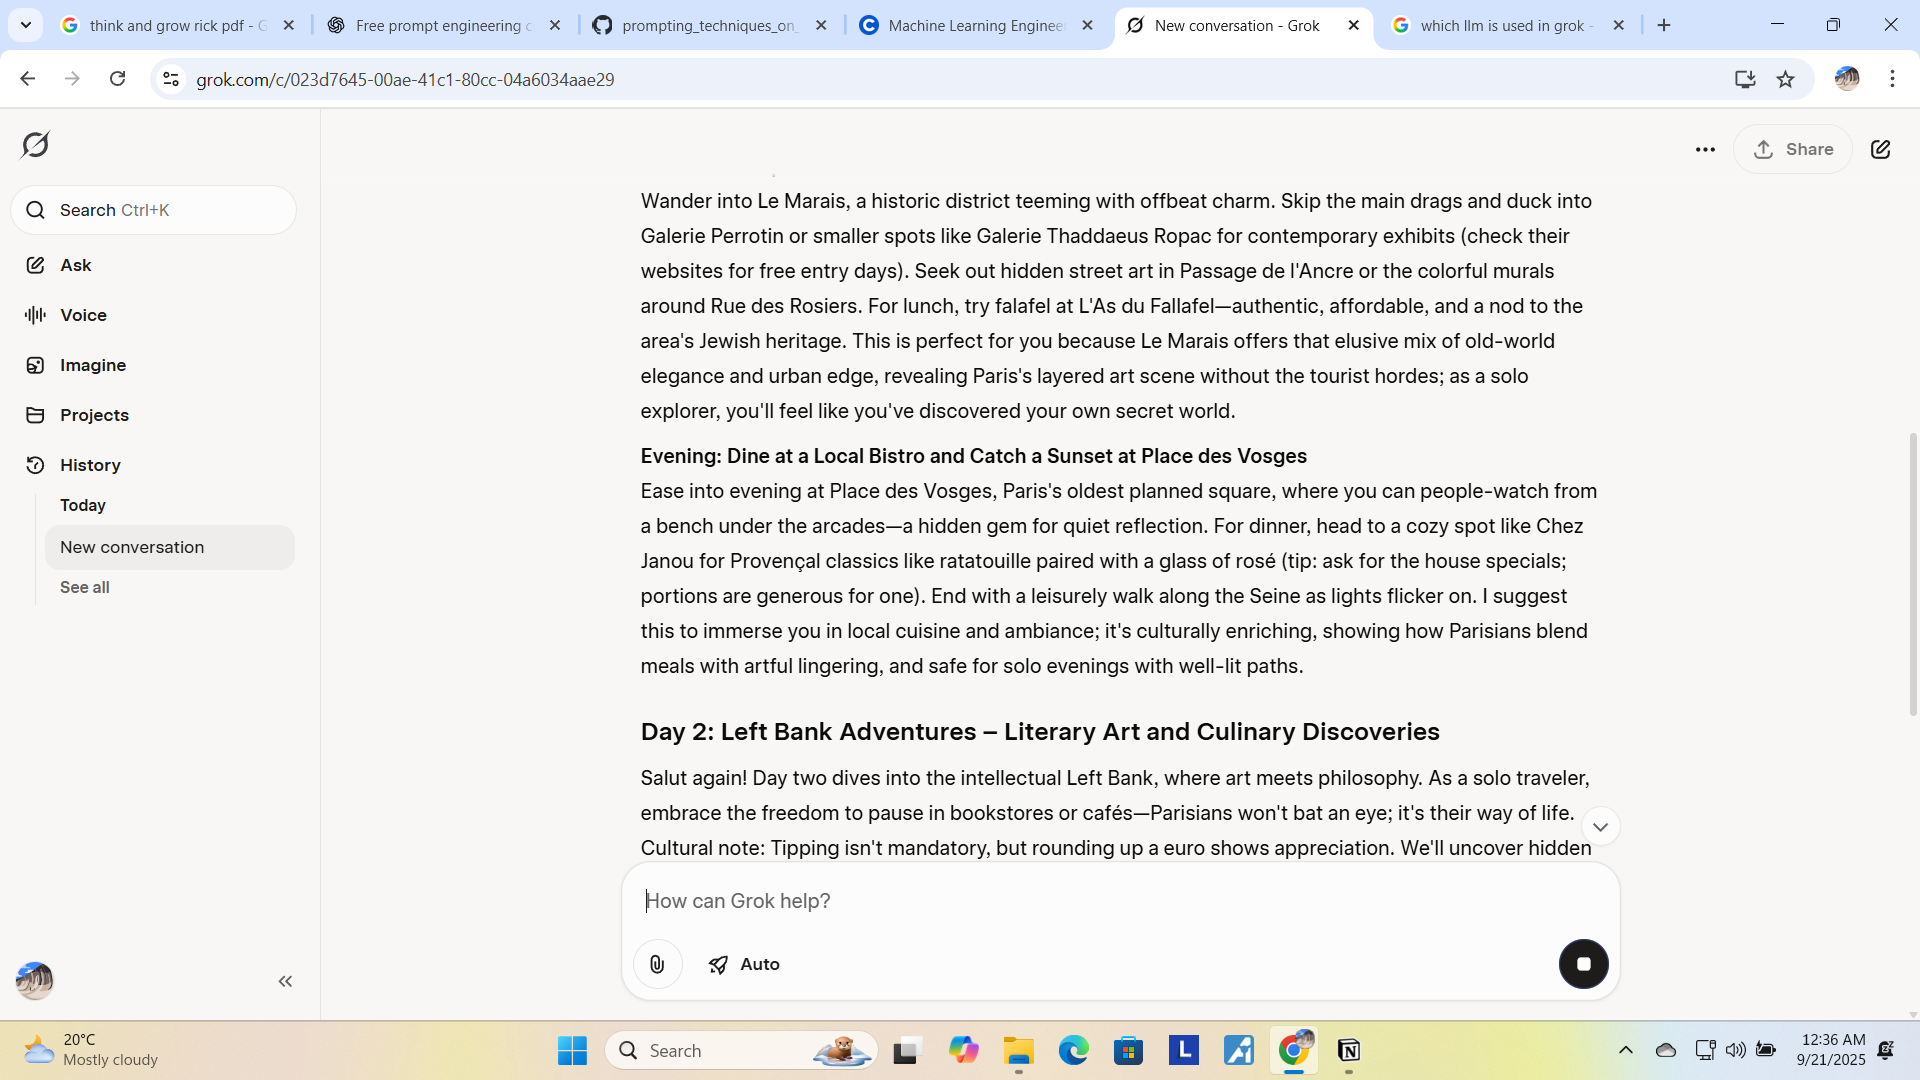 think and grow rick pdf - G
Free prompt engineering c
prompting_techniques_on_
Machine Learning Enginee
New conversation - Grok
which llm is used in grok -
grok.com/c/023d7645-00ae-41c1-80cc-04a6034aae29
Share
Search Ctrl+K
Ask
Voice
Imagine
Projects
History
Today
New conversation
See all
Wander into Le Marais, a historic district teeming with offbeat charm. Skip the main drags and duck into
Galerie Perrotin or smaller spots like Galerie Thaddaeus Ropac for contemporary exhibits (check their
websites for free entry days). Seek out hidden street art in Passage de l'Ancre or the colorful murals
around Rue des Rosiers. For lunch, try falafel at L'As du Fallafel—authentic, affordable, and a nod to the
area's Jewish heritage. This is perfect for you because Le Marais offers that elusive mix of old-world
elegance and urban edge, revealing Paris's layered art scene without the tourist hordes; as a solo
explorer, you'll feel like you've discovered your own secret world.
Evening: Dine at a Local Bistro and Catch a Sunset at Place des Vosges
Ease into evening at Place des Vosges, Paris's oldest planned square, where you can people-watch from
a bench under the arcades—a hidden gem for quiet reflection. For dinner, head to a cozy spot like Chez
Janou for Provençal classics like ratatouille paired with a glass of rosé (tip: ask for the house specials;
portions are generous for one). End with a leisurely walk along the Seine as lights flicker on. I suggest
this to immerse you in local cuisine and ambiance; it's culturally enriching, showing how Parisians blend
meals with artful lingering, and safe for solo evenings with well-lit paths.
Day 2: Left Bank Adventures – Literary Art and Culinary Discoveries
Salut again! Day two dives into the intellectual Left Bank, where art meets philosophy. As a solo traveler,
embrace the freedom to pause in bookstores or cafés—Parisians won't bat an eye; it's their way of life.
Cultural note: Tipping isn't mandatory, but rounding up a euro shows appreciation. We'll uncover hidden
How can Grok help?
Auto
20°C
Mostly cloudy
Search
L
12:36 AM
9/21/2025